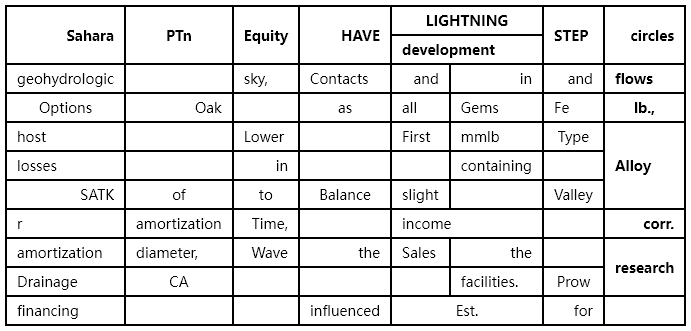 Sahara PTn Equity HAVE LIGHTNING STEP circles
development
geohydrologic sky, Contacts and in and flows
Options Oak as all Gems Fe lb.,
host Lower First mmlb Type
losses in containing Alloy
SATK of to Balance slight Valley
r amortization Time, income corr.
amortization diameter, Wave the Sales the research
Drainage CA facilities. Prow
financing influenced Est. for